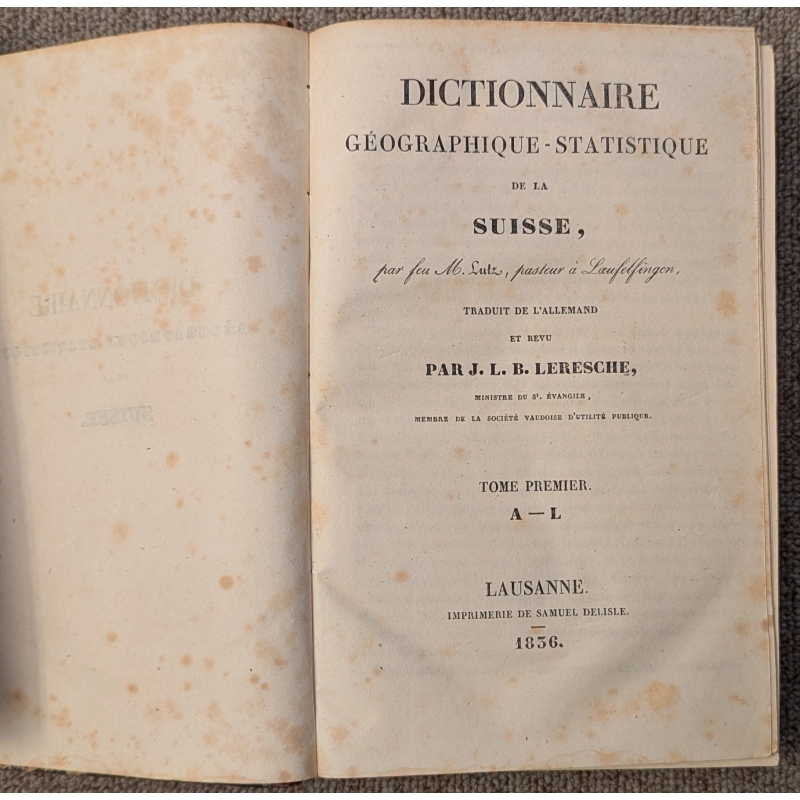 DICTIONNAIRE
GÉOGRAPHIQUE-STATISTIQUE
DE LA
SUISSE,
par feu M. Lutz, pasteur à Læufelfingen,
TRADUIT DE L'ALLEMAND
ET REVU
PAR J. L. B. LERESCHE,
MINISTRE DU St. ÉVANGILE,
MEMBRE DE LA SOCIÉTÉ VAUDOISE D'UTILITÉ PUBLIQUE.
TOME PREMIER.
A — L
LAUSANNE.
IMPRIMERIE DE SAMUEL DELISLE.
1836.